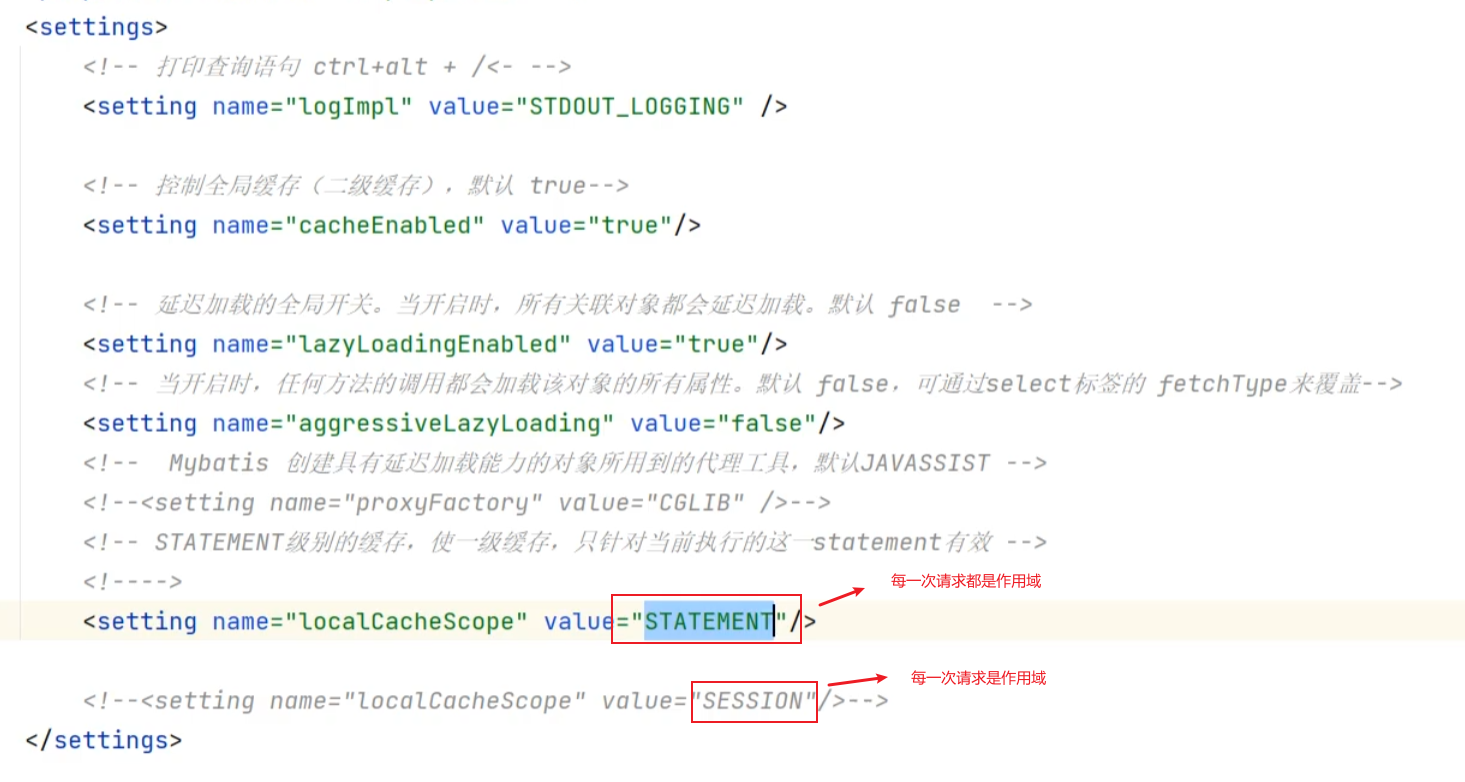 <settings>
<!-- 打印查询语句 ctrl+alt + /<- -->
<setting name="logImpl" value="STDOUT_LOGGING" />
<!-- 控制全局缓存（二级缓存），默认 true-->
<setting name="cacheEnabled" value="true"/>
<!-- 延迟加载的全局开关。当开启时，所有关联对象都会延迟加载。默认 false  -->
<setting name="lazyLoadingEnabled" value="true"/>
<!-- 当开启时，任何方法的调用都会加载该对象的所有属性。默认 false，可通过select标签的 fetchType来覆盖-->
<setting name="aggressiveLazyLoading" value="false"/>
<!--  Mybatis 创建具有延迟加载能力的对象所用到的代理工具，默认JAVASSIST -->
<!--<setting name="proxyFactory" value="CGLIB" />-->
<!-- STATEMENT级别的缓存，使一级缓存，只针对当前执行的这一statement有效 -->
<!---->
每一次请求都是作用域
<setting name="localCacheScope" value="STATEMENT"/>
每一次请求是作用域
<!--<setting name="localCacheScope" value="SESSION"/>-->
</settings>